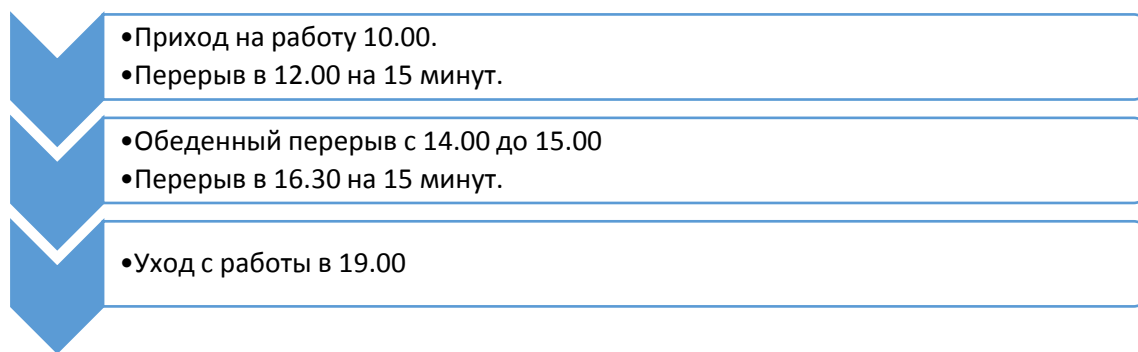 •Приход на работу 10.00.
•Перерыв в 12.00 на 15 минут.
•Обеденный перерыв с 14.00 до 15.00
•Перерыв в 16.30 на 15 минут.
•Уход с работы в 19.00